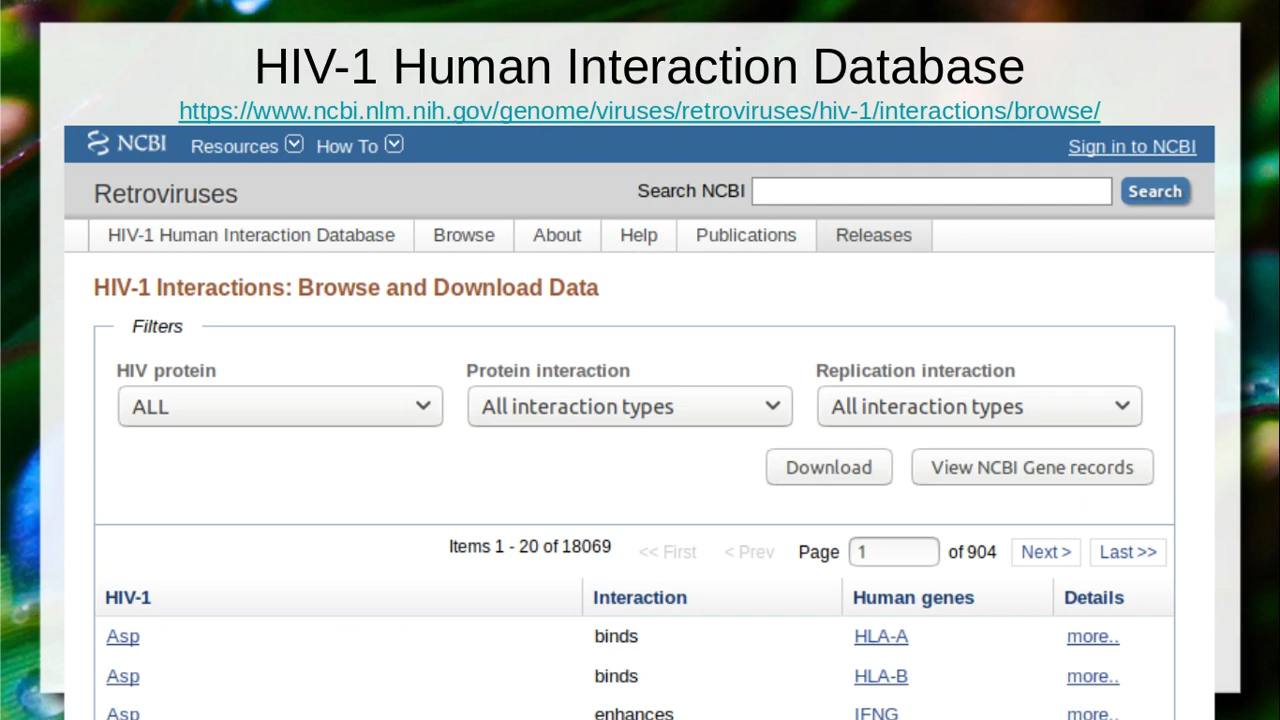 HIV-1 Human Interaction Database
https://www.ncbi.nlm.nih.gov/genome/viruses/retroviruses/hiv-1/interactions/browse/
NCBI Resources How To Sign in to NCBI
Retroviruses Search NCBI Search
HIV-1 Human Interaction Database Browse About Help Publications Releases
HIV-1 Interactions: Browse and Download Data
Filters
HIV protein Protein interaction Replication interaction
ALL All interaction types All interaction types
Download View NCBI Gene records
Items 1 - 20 of 18069 << First < Prev Page 1 of 904 Next > Last >>
HIV-1 Interaction Human genes Details
Asp binds HLA-A more..
Asp binds HLA-B more..
Asp enhances IFNG more..